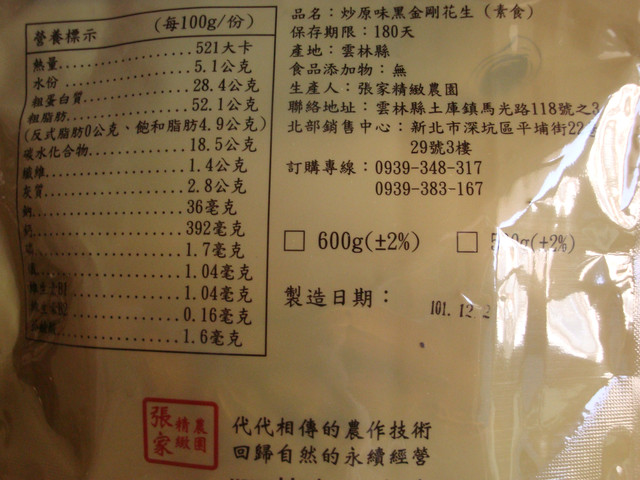 營養標示 (每100g/份)
熱量 521大卡
水份 5.1公克
粗蛋白質 28.4公克
粗脂肪 52.1公克
(反式脂肪0公克、飽和脂肪4.9公克)
碳水化合物 18.5公克
纖維 1.4公克
灰質 2.8公克
36毫克
392毫克
1.7毫克
1.04毫克
1.04毫克
0.16毫克
1.6毫克
品名：炒原味黑金剛花生（素食）
保存期限：180天
產地：雲林縣
食品添加物：無
生產人：張家精緻農園
聯絡地址：雲林縣土庫鎮馬光路118號之3
北部銷售中心：新北市深坑區平埔街22
29號3樓
訂購專線：0939-348-317
0939-383-167
□ 600g(±2%) □ g(±2%)
製造日期： 101.12.2
張家 精緻農園
代代相傳的農作技術
回歸自然的永續經營